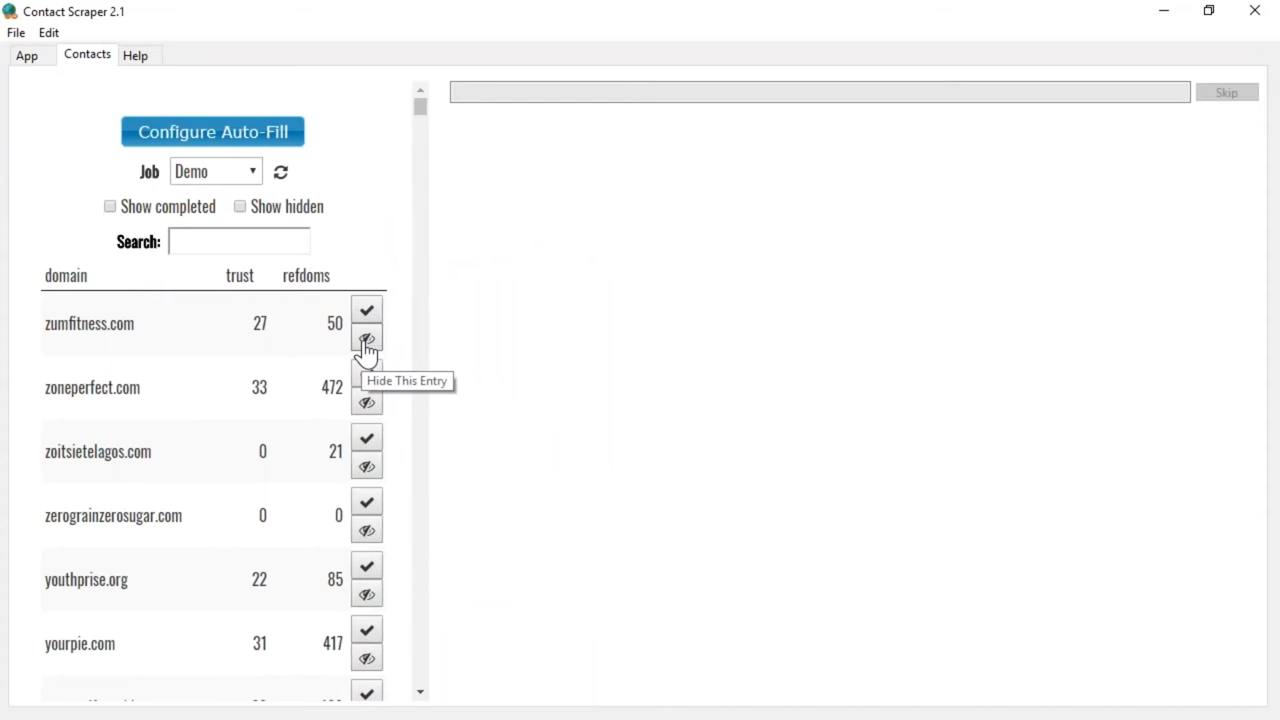 Contact Scraper 2.1
File Edit
App Contacts Help
Skip
Configure Auto-Fill
Job Demo
Show completed Show hidden
Search:
domain trust refdoms
zumfitness.com 27 50
Hide This Entry
zoneperfect.com 33 472
zoitsietelagos.com 0 21
zerograinzerosugar.com 0 0
youthprise.org 22 85
yourpie.com 31 417